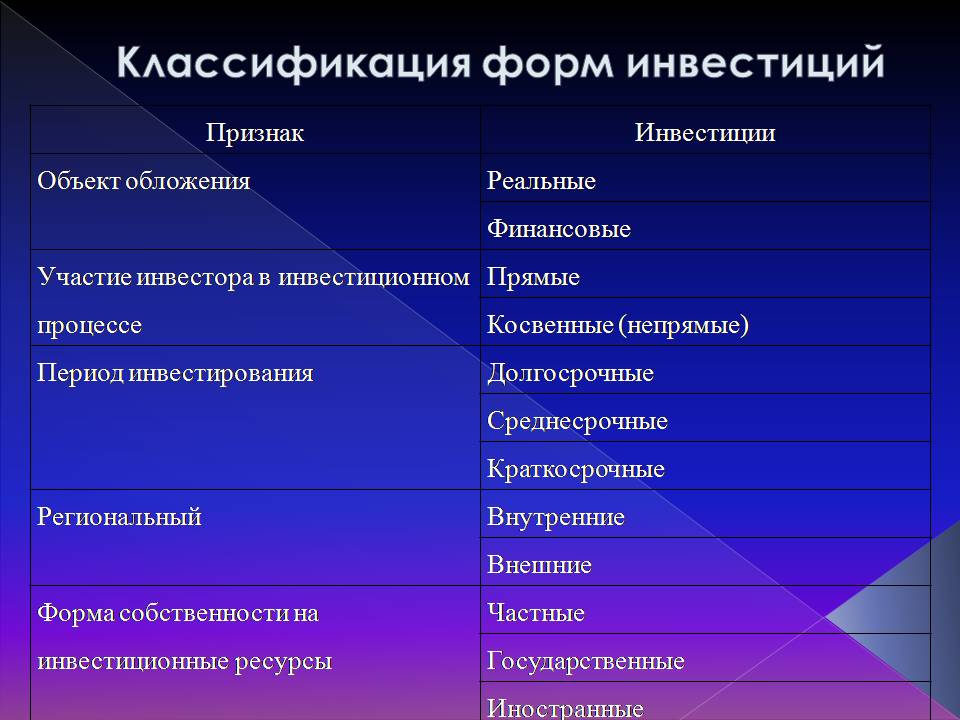 Классификация форм инвестиций
Признак Инвестиции
Объект обложения Реальные
Финансовые
Участие инвестора в инвестиционном Прямые
процессе Косвенные (непрямые)
Период инвестирования Долгосрочные
Среднесрочные
Краткосрочные
Региональный Внутренние
Внешние
Форма собственности на Частные
инвестиционные ресурсы Государственные
Иностранные